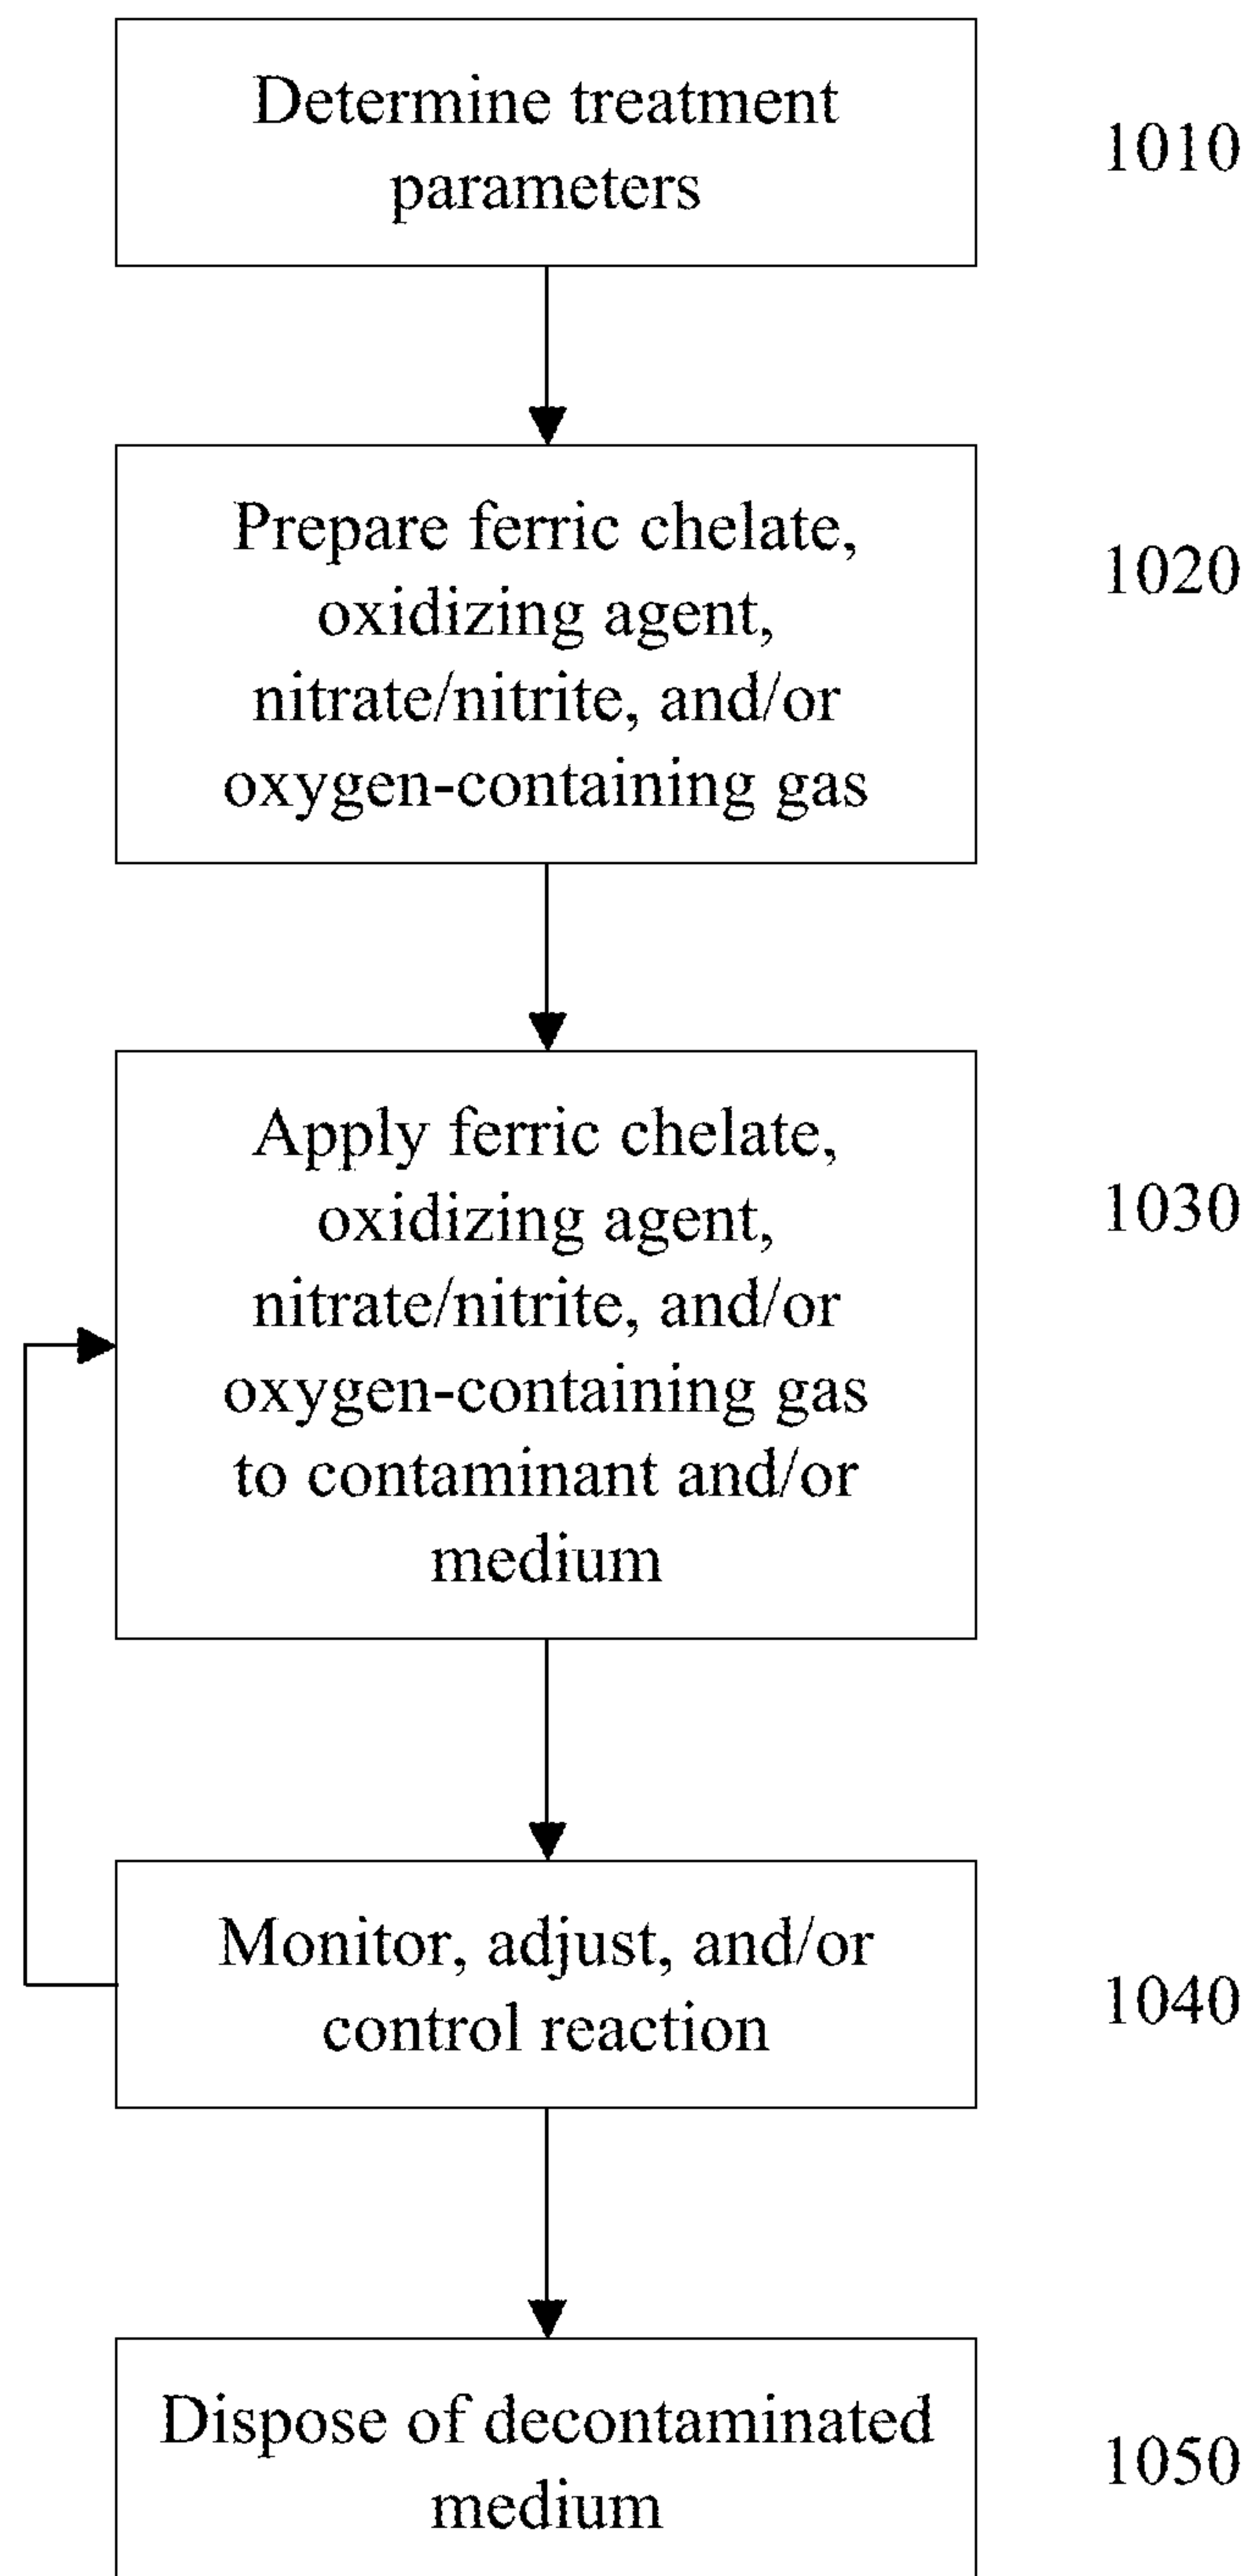 Determine treatment
parameters
1010
Prepare ferric chelate,
oxidizing agent,
nitrate/nitrite, and/or
oxygen-containing gas
1020
Apply ferric chelate,
oxidizing agent,
nitrate/nitrite, and/or
oxygen-containing gas
to contaminant and/or
medium
1030
Monitor, adjust, and/or
control reaction
1040
Dispose of decontaminated
medium
1050